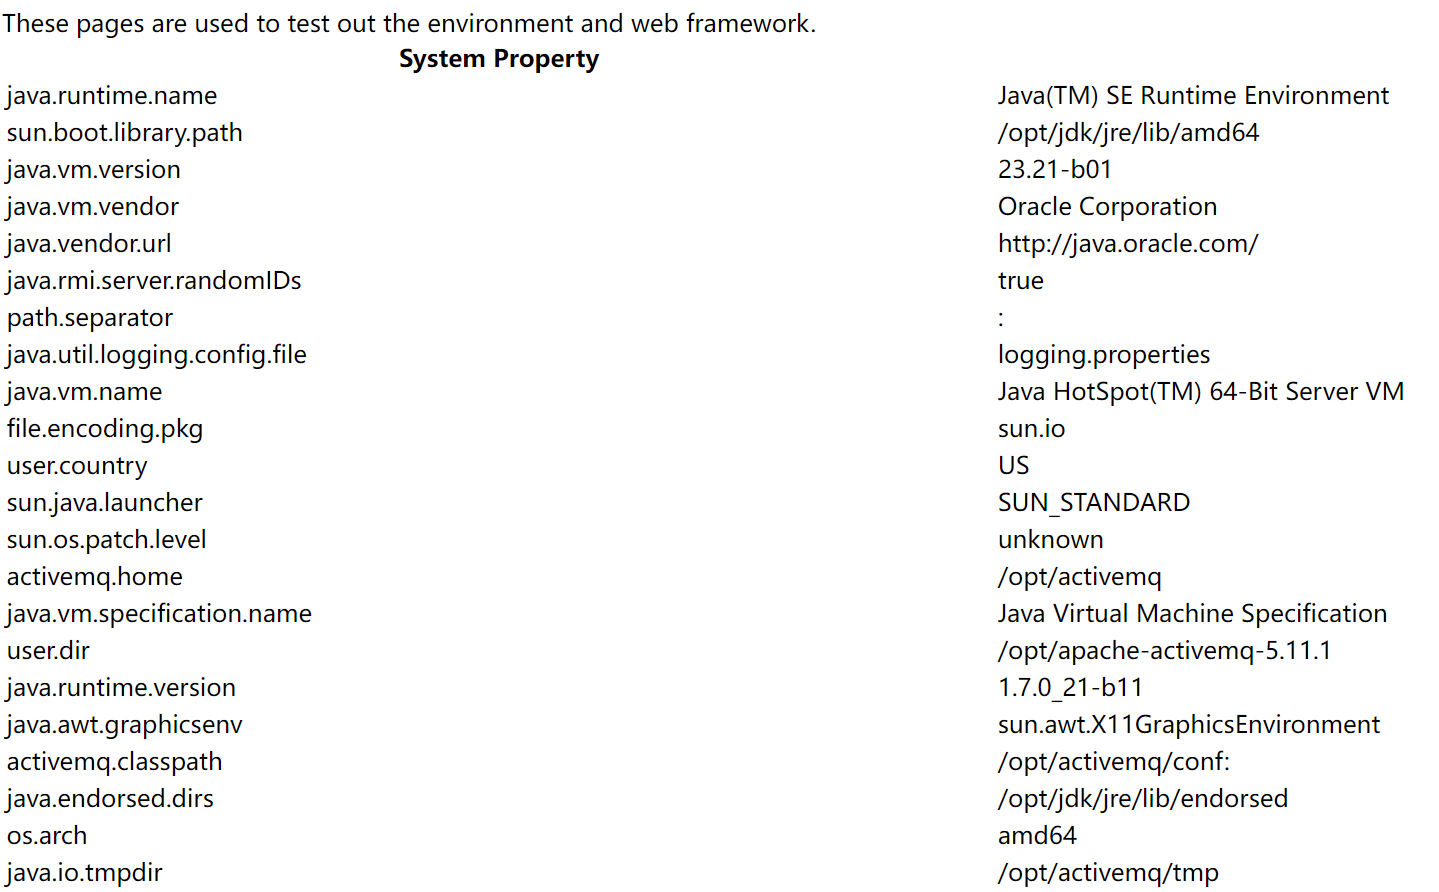 These pages are used to test out the environment and web framework.
System Property
java.runtime.name Java(TM) SE Runtime Environment
sun.boot.library.path /opt/jdk/jre/lib/amd64
java.vm.version 23.21-b01
java.vm.vendor Oracle Corporation
java.vendor.url http://java.oracle.com/
java.rmi.server.randomIDs true
path.separator :
java.util.logging.config.file logging.properties
java.vm.name Java HotSpot(TM) 64-Bit Server VM
file.encoding.pkg sun.io
user.country US
sun.java.launcher SUN_STANDARD
sun.os.patch.level unknown
activemq.home /opt/activemq
java.vm.specification.name Java Virtual Machine Specification
user.dir /opt/apache-activemq-5.11.1
java.runtime.version 1.7.0_21-b11
java.awt.graphicsenv sun.awt.X11GraphicsEnvironment
activemq.classpath /opt/activemq/conf:
java.endorsed.dirs /opt/jdk/jre/lib/endorsed
os.arch amd64
java.io.tmpdir /opt/activemq/tmp